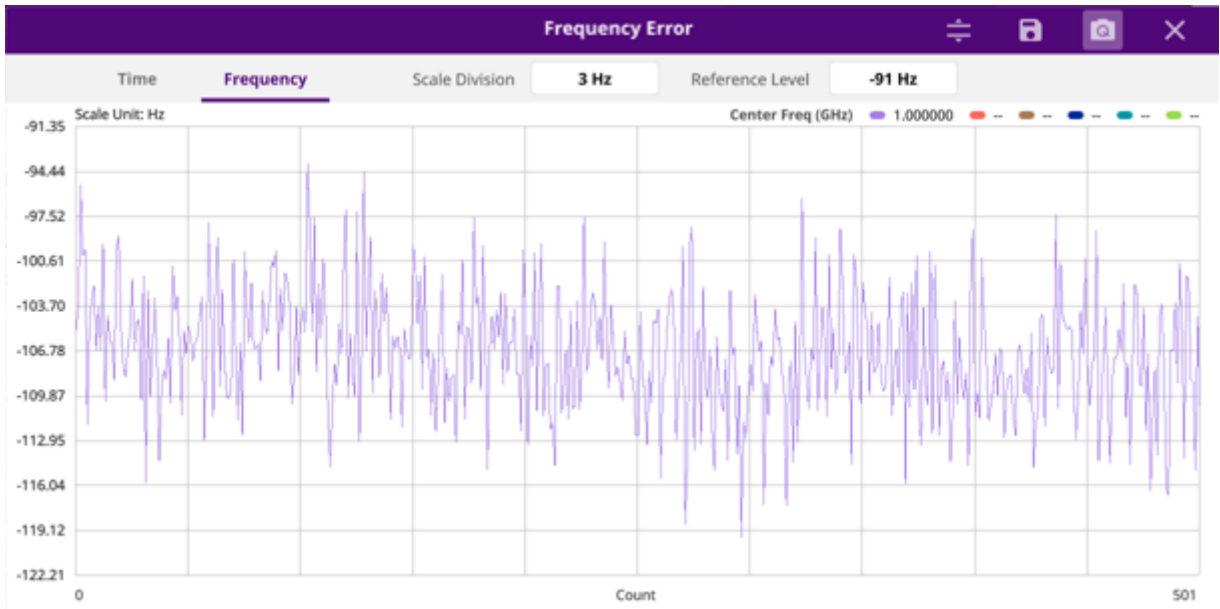 Frequency Error
Time Frequency Scale Division 3 Hz Reference Level -91 Hz
Scale Unit: Hz Center Freq (GHz) 1.000000 -- -- -- -- --
-91.35
-94.44
-97.52
-100.61
-103.70
-106.78
-109.87
-112.95
-116.04
-119.12
-122.21
0 Count 501